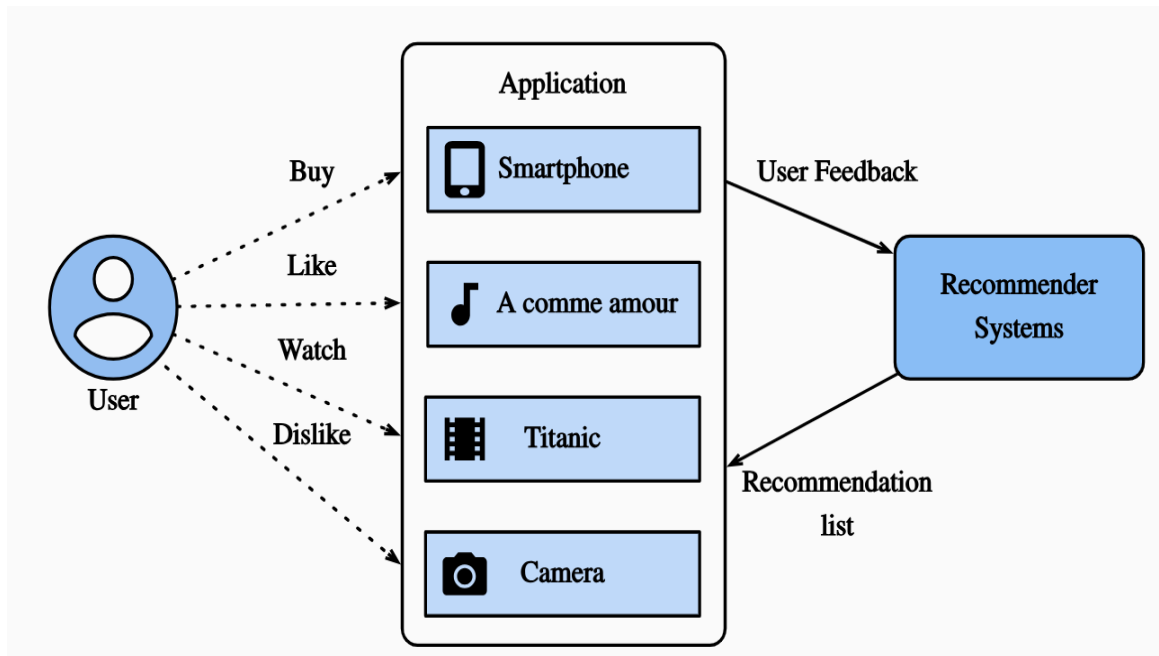 Application
Buy
Smartphone
User Feedback
Like
A comme amour
Recommender
Systems
Watch
User
Dislike
Titanic
Recommendation
list
Camera